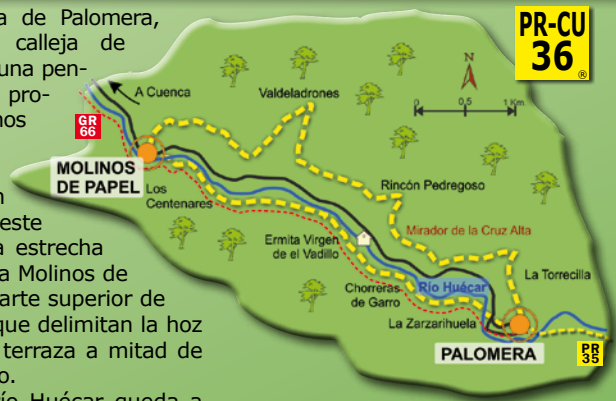 a de Palomera,
calleja de
una pen-
pro-
nos
este
a estrecha
a Molinos de
arte superior de
que delimitan la hoz
terraza a mitad de
o.
ío Huécar queda a
PR-CU
36
®
A Cuenca
Valdeladrones
N
0 0,5 1 Km
GR
66
MOLINOS
DE PAPEL
Los
Centenares
Rincón Pedregoso
Mirador de la Cruz Alta
Ermita Virgen
de el Vadillo
Chorreras
de Garro
Río Huécar
La Torrecilla
La Zarzarihuela
PALOMERA
PR
35